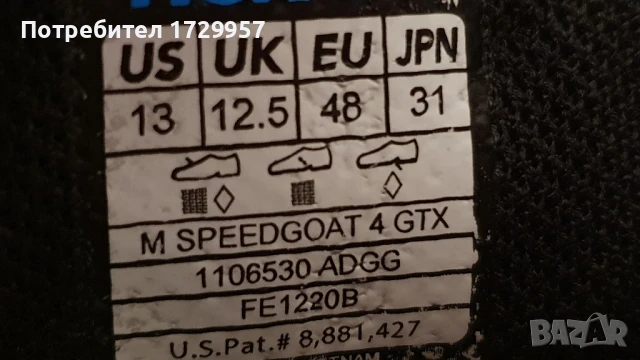 Потребител 1729957
US UK EU JPN
13 12.5 48 31
M SPEEDGOAT 4 GTX
1106530 ADGG
FE1220B
U.S.Pat.# 8,881,427
BAZAR